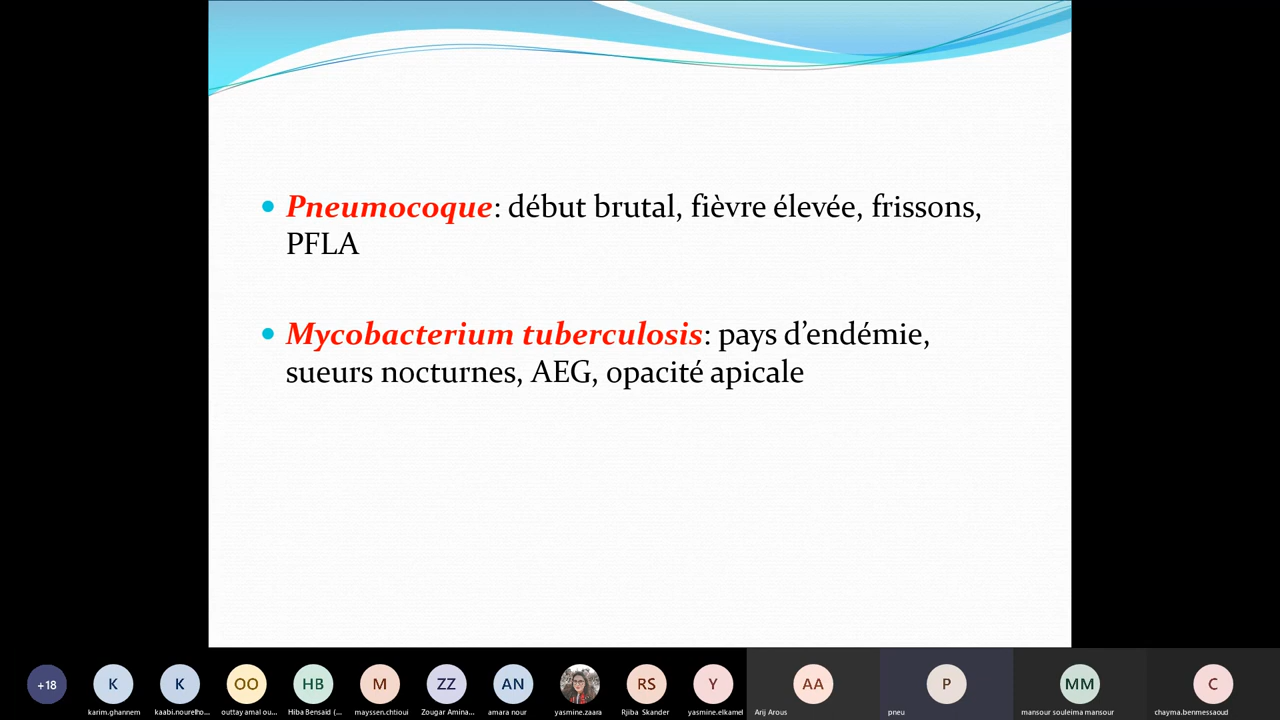 Pneumocoque: début brutal, fièvre élevée, frissons,
PFLA
Mycobacterium tuberculosis: pays d’endémie,
sueurs nocturnes, AEG, opacité apicale
+18 K K OO HB M ZZ AN RS Y AA P MM C
karim.ghannem kaabi.nourelho... outtay amal ou... Hiba Bensaid (... mayssen.chtioui Zougar Amina... amara nour yasmine.zaara Rjiba Skander yasmine.elkamel Arij Arous pneu mansour souleima mansour chayma.benmessaoud